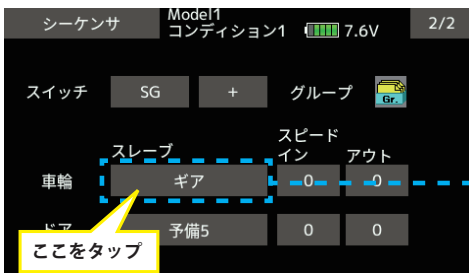 シーケンサ Model1 2/2
コンディション1 7.6V
スイッチ SG + グループ Gr.
スピード
スレーブ イン アウト
車輪 ギア 0 0
ドア 予備5 0 0
ここをタップ